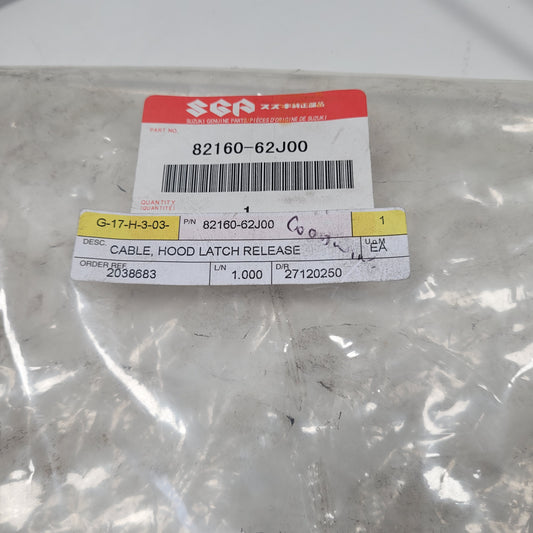 SGP スズキ純正部品
SUZUKI GENUINE PARTS/PIÈCES D'ORIGINE DE SUZUKI
PART NO.
82160-62J00
QUANTITY
(QUANTITÉ)
1
G-17-H-3-03- P/N 82160-62J00 1
DESC. CABLE, HOOD LATCH RELEASE UoM EA
ORDER REF. 2038683 L/N 1.000 D/R 27120250